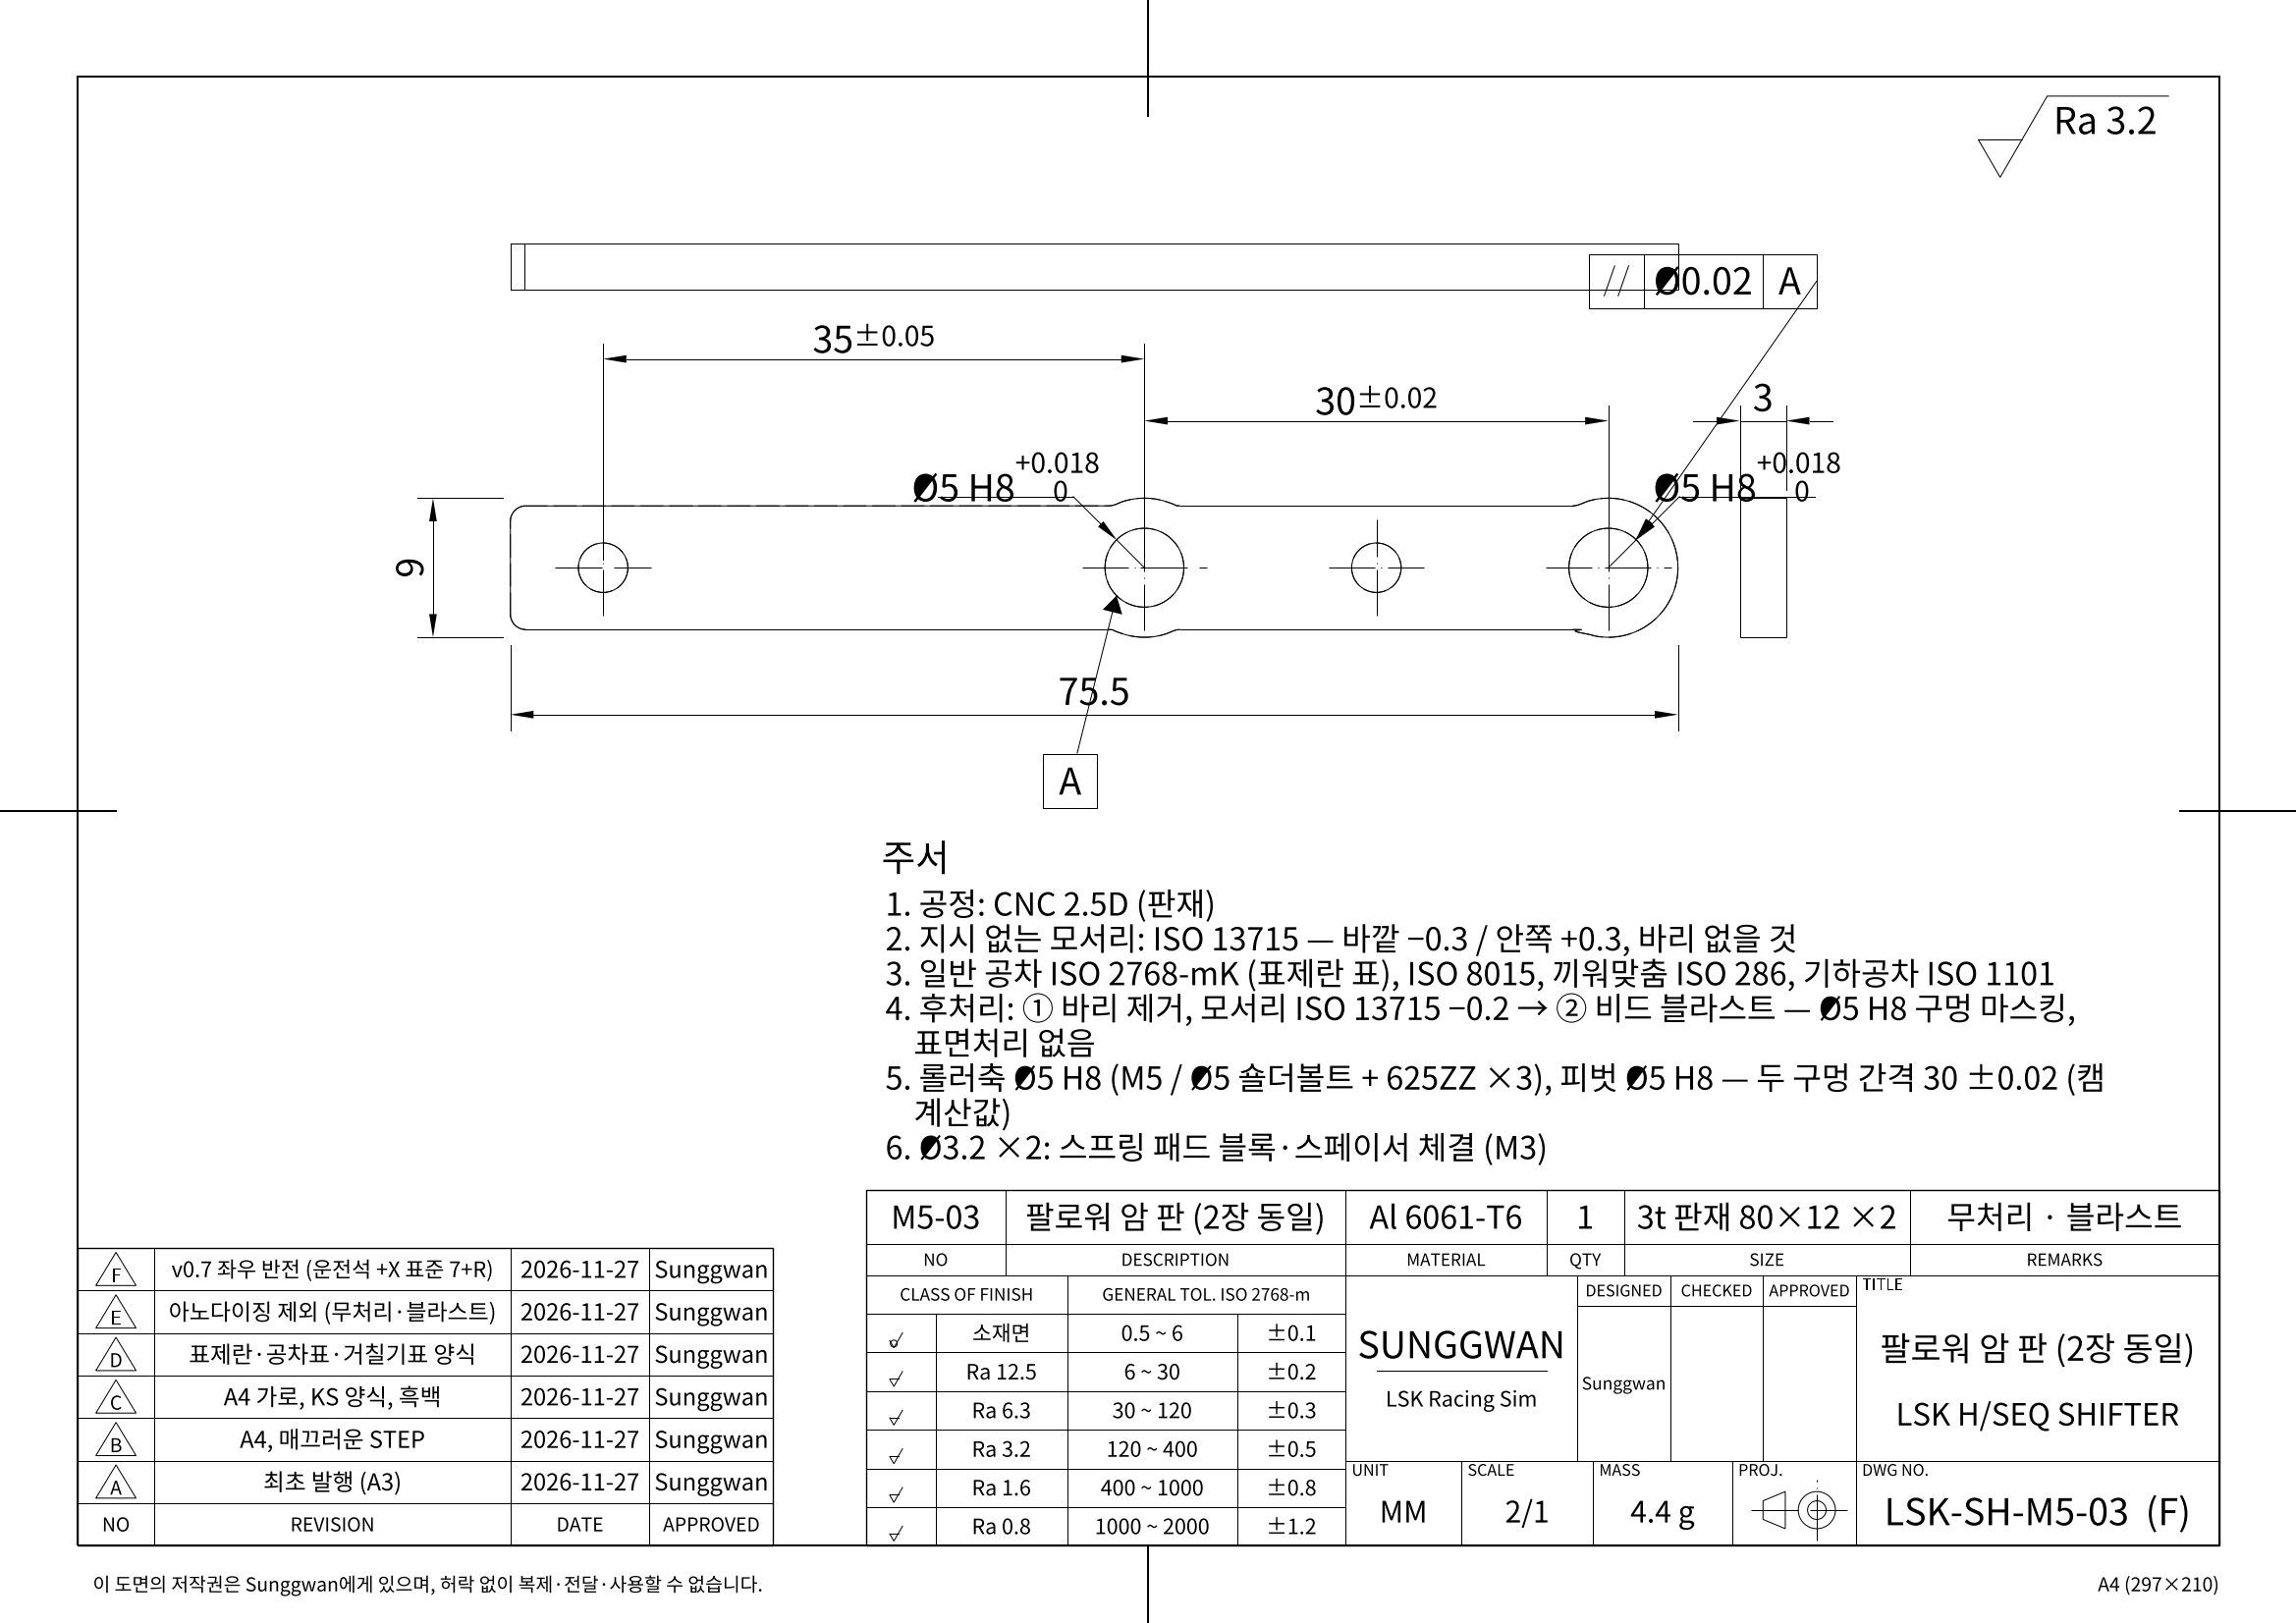 Ra 3.2
// Ø0.02 A
35±0.05
30±0.02
3
Ø5 H8 +0.018 0
Ø5 H8 +0.018 0
9
75.5
A
주서
1. 공정: CNC 2.5D (판재)
2. 지시 없는 모서리: ISO 13715 — 바깥 −0.3 / 안쪽 +0.3, 바리 없을 것
3. 일반 공차 ISO 2768-mK (표제란 표), ISO 8015, 끼워맞춤 ISO 286, 기하공차 ISO 1101
4. 후처리: ① 바리 제거, 모서리 ISO 13715 −0.2 → ② 비드 블라스트 — Ø5 H8 구멍 마스킹,
표면처리 없음
5. 롤러축 Ø5 H8 (M5 / Ø5 숄더볼트 + 625ZZ ×3), 피벗 Ø5 H8 — 두 구멍 간격 30 ±0.02 (캠
계산값)
6. Ø3.2 ×2: 스프링 패드 블록·스페이서 체결 (M3)
M5-03 팔로워 암 판 (2장 동일) Al 6061-T6 1 3t 판재 80×12 ×2 무처리 · 블라스트
NO DESCRIPTION MATERIAL QTY SIZE REMARKS
F v0.7 좌우 반전 (운전석 +X 표준 7+R) 2026-11-27 Sunggwan
E 아노다이징 제외 (무처리·블라스트) 2026-11-27 Sunggwan
D 표제란·공차표·거칠기표 양식 2026-11-27 Sunggwan
C A4 가로, KS 양식, 흑백 2026-11-27 Sunggwan
B A4, 매끄러운 STEP 2026-11-27 Sunggwan
A 최초 발행 (A3) 2026-11-27 Sunggwan
NO REVISION DATE APPROVED
CLASS OF FINISH GENERAL TOL. ISO 2768-m
소재면 0.5 ~ 6 ±0.1
Ra 12.5 6 ~ 30 ±0.2
Ra 6.3 30 ~ 120 ±0.3
Ra 3.2 120 ~ 400 ±0.5
Ra 1.6 400 ~ 1000 ±0.8
Ra 0.8 1000 ~ 2000 ±1.2
SUNGGWAN
LSK Racing Sim
DESIGNED CHECKED APPROVED
Sunggwan
TITLE
팔로워 암 판 (2장 동일)
LSK H/SEQ SHIFTER
UNIT SCALE MASS PROJ. DWG NO.
MM 2/1 4.4 g LSK-SH-M5-03 (F)
이 도면의 저작권은 Sunggwan에게 있으며, 허락 없이 복제·전달·사용할 수 없습니다.
A4 (297×210)